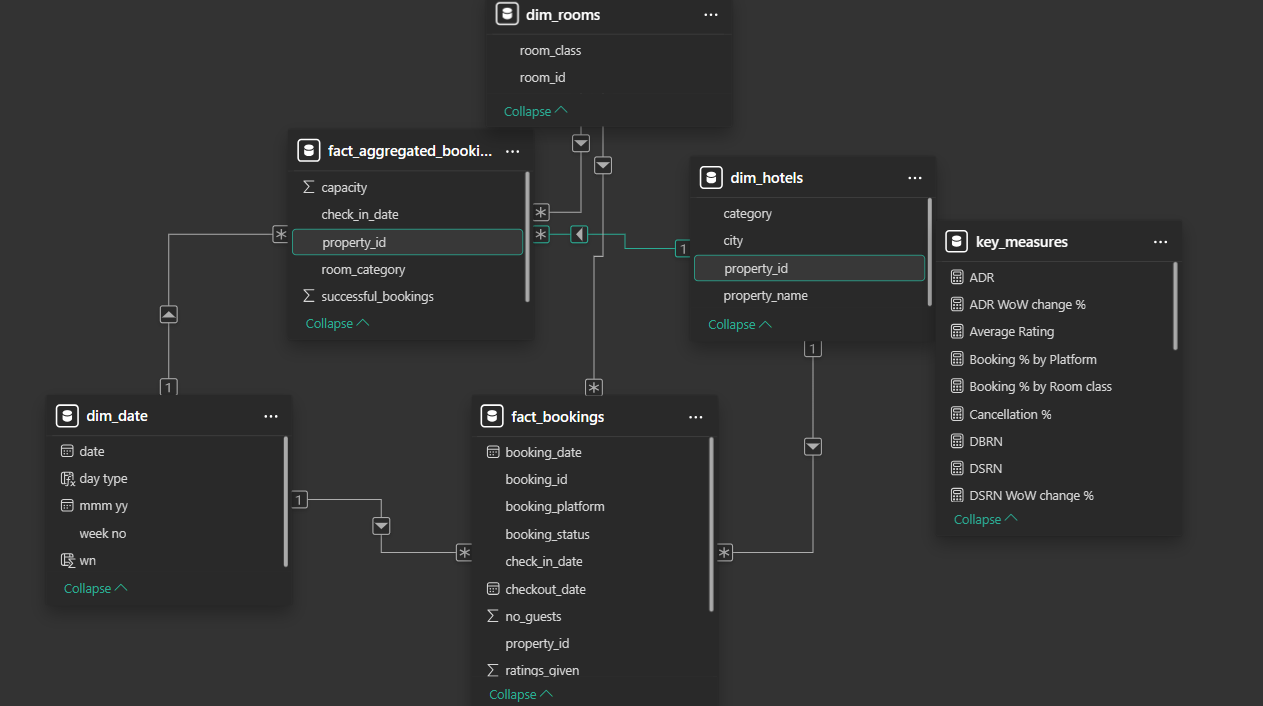 dim_rooms
room_class
room_id
Collapse
fact_aggregated_booki...
capacity
check_in_date
property_id
room_category
successful_bookings
Collapse
dim_hotels
category
city
property_id
property_name
Collapse
key_measures
ADR
ADR WoW change %
Average Rating
Booking % by Platform
Booking % by Room class
Cancellation %
DBRN
DSRN
DSRN WoW change %
Collapse
dim_date
date
day type
mmm yy
week no
wn
Collapse
fact_bookings
booking_date
booking_id
booking_platform
booking_status
check_in_date
checkout_date
no_guests
property_id
ratings_given
Collapse
1
*
*
*
1
*
1
1
*
*